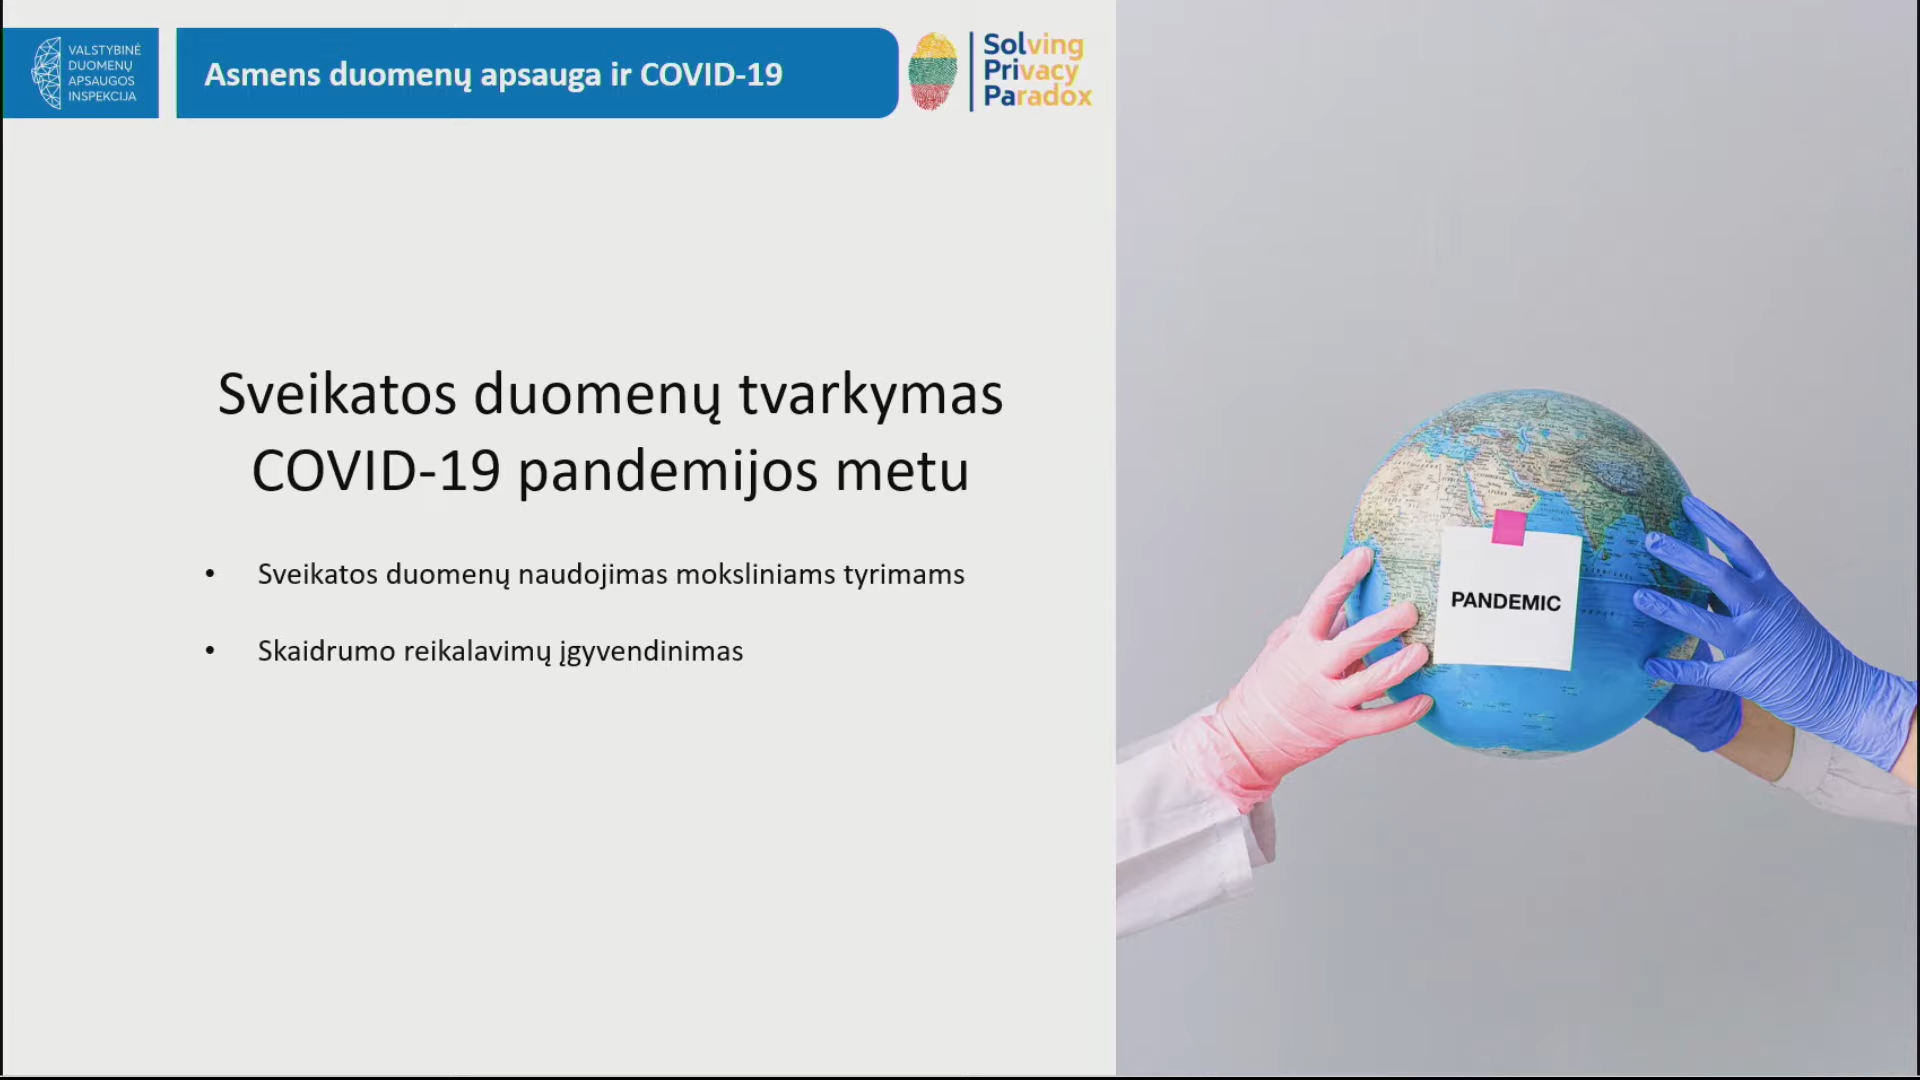 VALSTYBINĖ
DUOMENŲ
APSAUGOS
INSPEKCIJA
Asmens duomenų apsauga ir COVID-19
Solving
Privacy
Paradox
Sveikatos duomenų tvarkymas
COVID-19 pandemijos metu
• Sveikatos duomenų naudojimas moksliniams tyrimams
• Skaidrumo reikalavimų įgyvendinimas
PANDEMIC